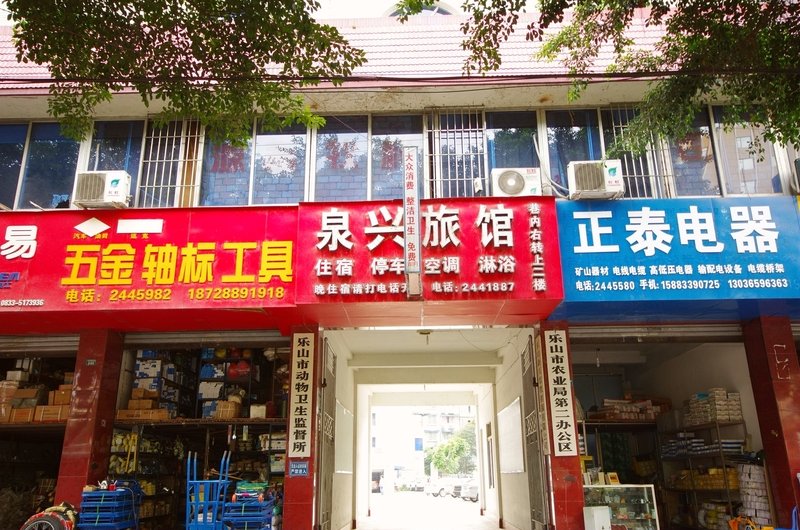 易
0833-5173936
五金 轴标工具
电话：2445982 18728891918
泉兴旅馆
住宿 停车 空调 淋浴
晚住宿请打电话 电话：2441887
巷内右转上二楼
大众消费 整洁卫生 免费
正泰电器
矿山器材 电线电缆 高低压电器 输配电设备 电缆桥架
电话:2445580 手机:15883390725 13036596363
乐山市动物卫生监督所
乐山市农业局第二办公区